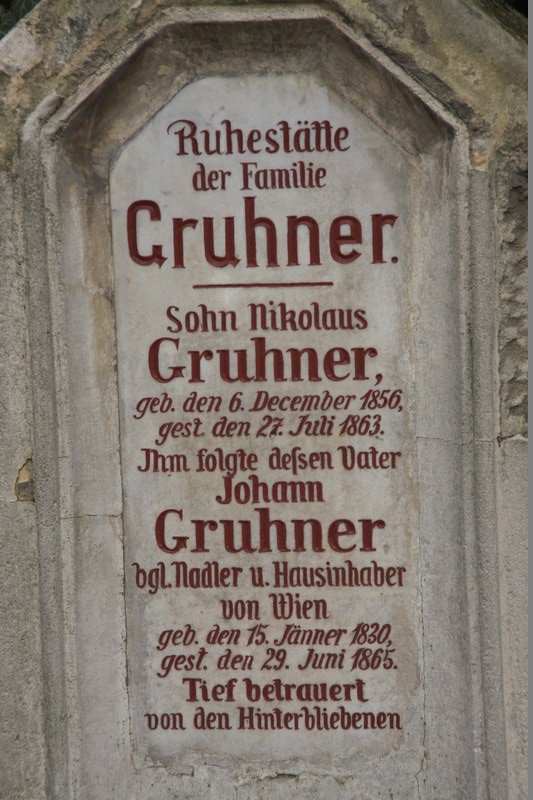 Ruhestätte
der Familie
Gruhner.
Sohn Nikolaus
Gruhner,
geb. den 6. December 1856,
gest den 27. Juli 1863.
Ihm folgte deſsen Vater
Johann
Gruhner
bgl. Nadler u. Hausinhaber
von Wien
geb. den 15. Jänner 1830,
gest. den 29. Juni 1865.
Tief betrauert
von den Hinterbliebenen